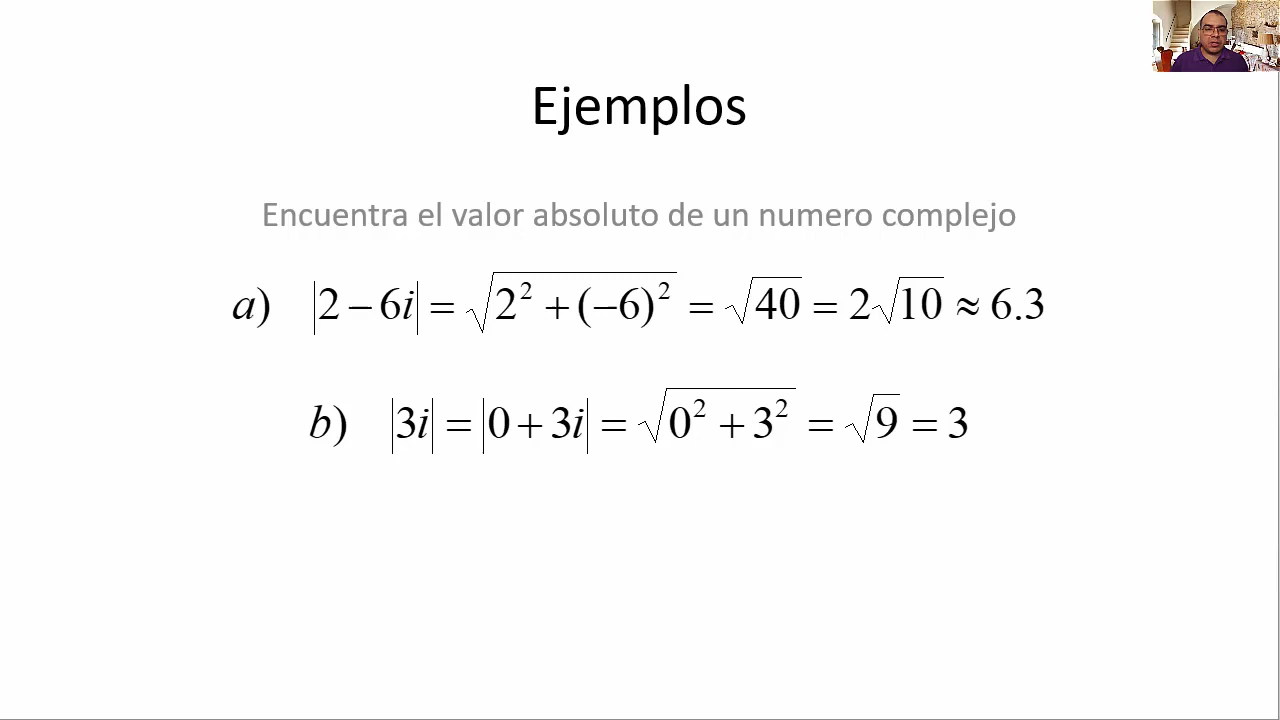 Ejemplos
Encuentra el valor absoluto de un numero complejo
a) |2 − 6i| = √(2² + (−6)²) = √40 = 2√10 ≈ 6.3
b) |3i| = |0 + 3i| = √(0² + 3²) = √9 = 3